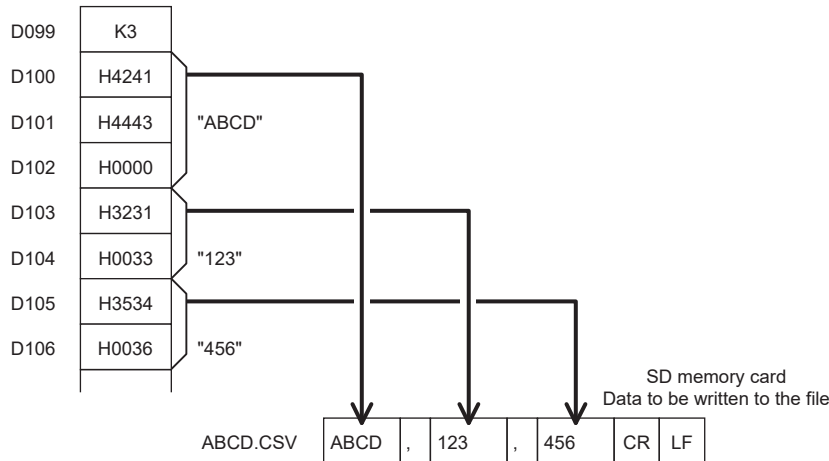 D099 K3
D100 H4241
D101 H4443 "ABCD"
D102 H0000
D103 H3231
D104 H0033 "123"
D105 H3534
D106 H0036 "456"
SD memory card
Data to be written to the file
ABCD.CSV ABCD , 123 , 456 CR LF